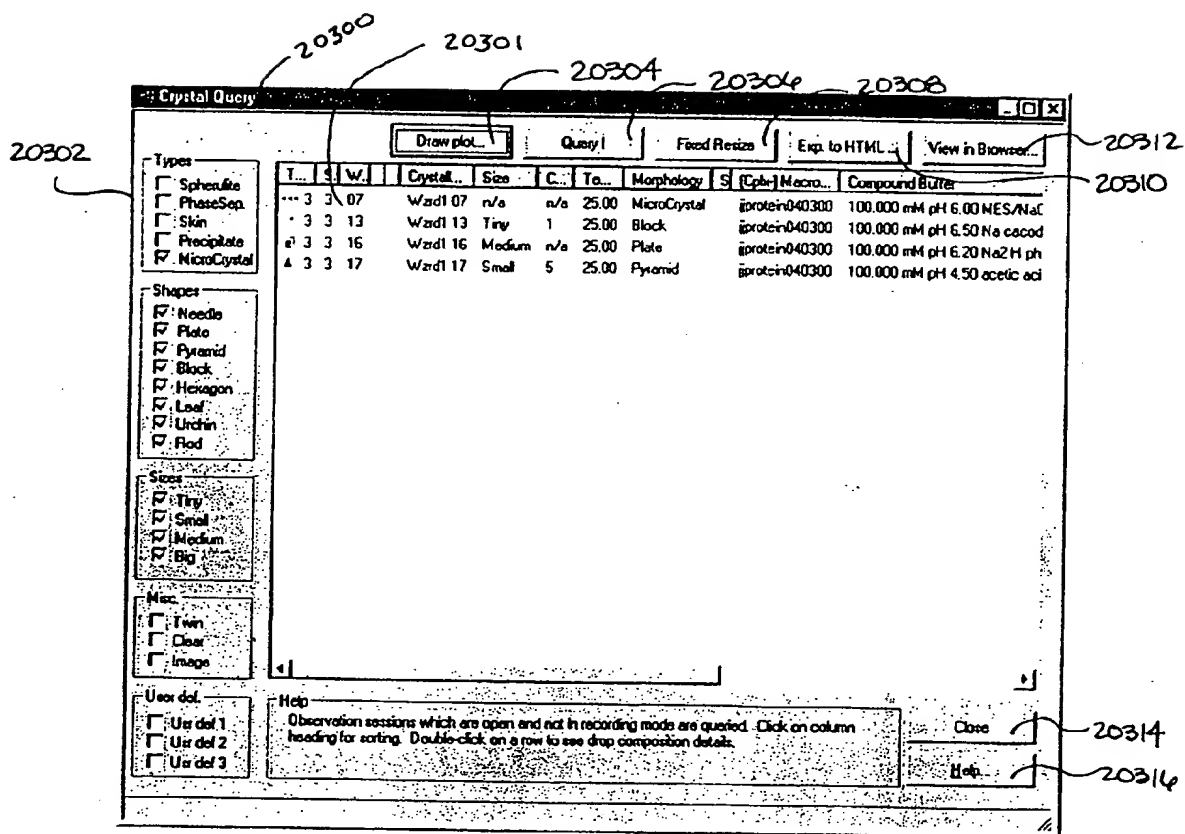 20300
20301
20304
20306
20308
Crystal Query
20302
Draw plot...
Query!
Fixed Resize
Exp. to HTML ...
View in Browser...
20312
20310
Types
Spherulite
PhaseSep.
Skin
Precipitate
MicroCrystal
T... S W. Crystall... Size C... Te... Morphology S [Cpbr] Macro... Compound Buffer
3 3 07 Wzrd1 07 n/a n/a 25.00 MicroCrystal jjprotein040300 100.000 mM pH 6.00 MES/NaO
3 3 13 Wzrd1 13 Tiny 1 25.00 Block jjprotein040300 100.000 mM pH 6.50 Na cacod
3 3 16 Wzrd1 16 Medium n/a 25.00 Plate jjprotein040300 100.000 mM pH 6.20 Na2 H ph
3 3 17 Wzrd1 17 Small 5 25.00 Pyramid jjprotein040300 100.000 mM pH 4.50 acetic aci
Shapes
Needle
Plate
Pyramid
Block
Hexagon
Leaf
Urchin
Rod
Sizes
Tiny
Small
Medium
Big
Misc.
Twin
Clear
Image
User def.
Usr def 1
Usr def 2
Usr def 3
Help
Observation sessions which are open and not in recording mode are queried. Click on column
heading for sorting. Double-click on a row to see drop composition details.
Close
20314
Help...
20316